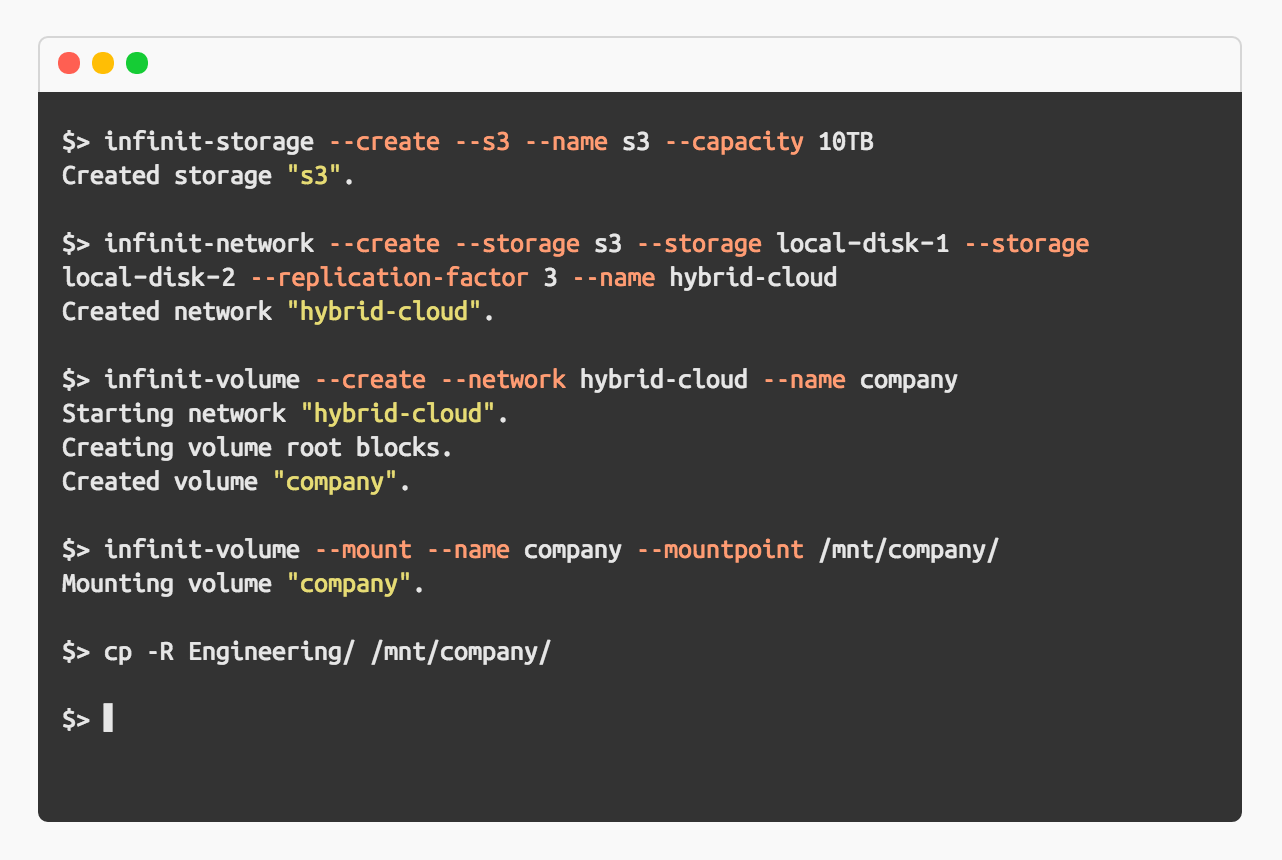 $> infinit-storage --create --s3 --name s3 --capacity 10TB
Created storage "s3".
$> infinit-network --create --storage s3 --storage local-disk-1 --storage
local-disk-2 --replication-factor 3 --name hybrid-cloud
Created network "hybrid-cloud".
$> infinit-volume --create --network hybrid-cloud --name company
Starting network "hybrid-cloud".
Creating volume root blocks.
Created volume "company".
$> infinit-volume --mount --name company --mountpoint /mnt/company/
Mounting volume "company".
$> cp -R Engineering/ /mnt/company/
$>